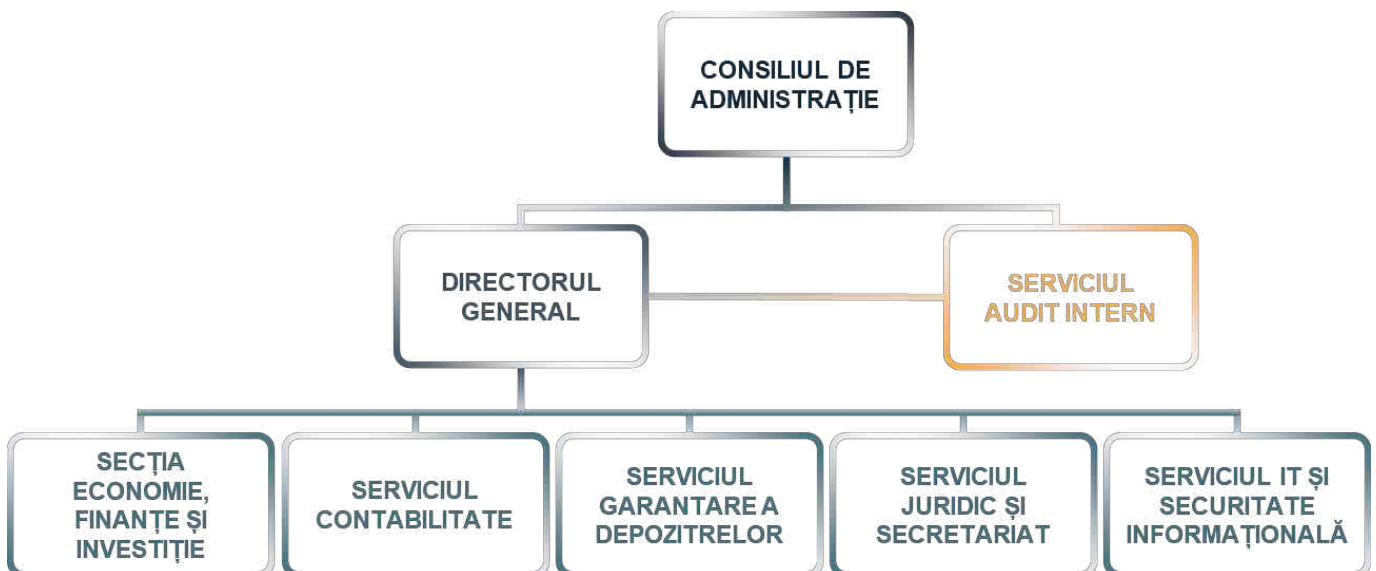 CONSILIUL DE
ADMINISTRAȚIE
DIRECTORUL
GENERAL
SERVICIUL
AUDIT INTERN
SECȚIA
ECONOMIE,
FINANȚE ȘI
INVESTIȚIE
SERVICIUL
CONTABILITATE
SERVICIUL
GARANTARE A
DEPOZITRELOR
SERVICIUL
JURIDIC ȘI
SECRETARIAT
SERVICIUL IT ȘI
SECURITATE
INFORMAȚIONALĂ